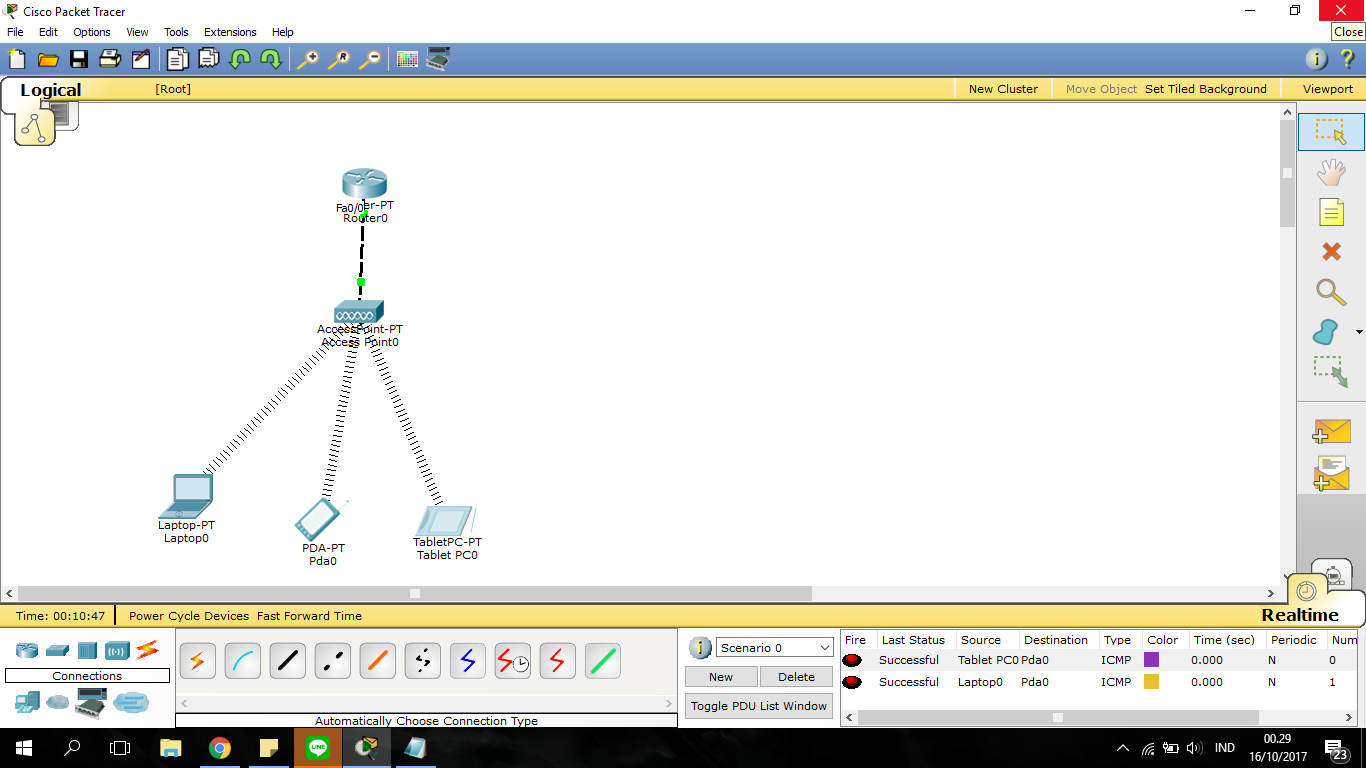 Cisco Packet Tracer
File Edit Options View Tools Extensions Help
Close
Logical [Root] New Cluster Move Object Set Tiled Background Viewport
Fa0/0 er-PT
Router0
AccessPoint-PT
Access Point0
Laptop-PT
Laptop0
PDA-PT
Pda0
TabletPC-PT
Tablet PC0
Time: 00:10:47 Power Cycle Devices Fast Forward Time Realtime
Connections
Automatically Choose Connection Type
Scenario 0
New Delete
Toggle PDU List Window
Fire Last Status Source Destination Type Color Time (sec) Periodic Num
Successful Tablet PC0 Pda0 ICMP 0.000 N 0
Successful Laptop0 Pda0 ICMP 0.000 N 1
IND
00.29
16/10/2017
23